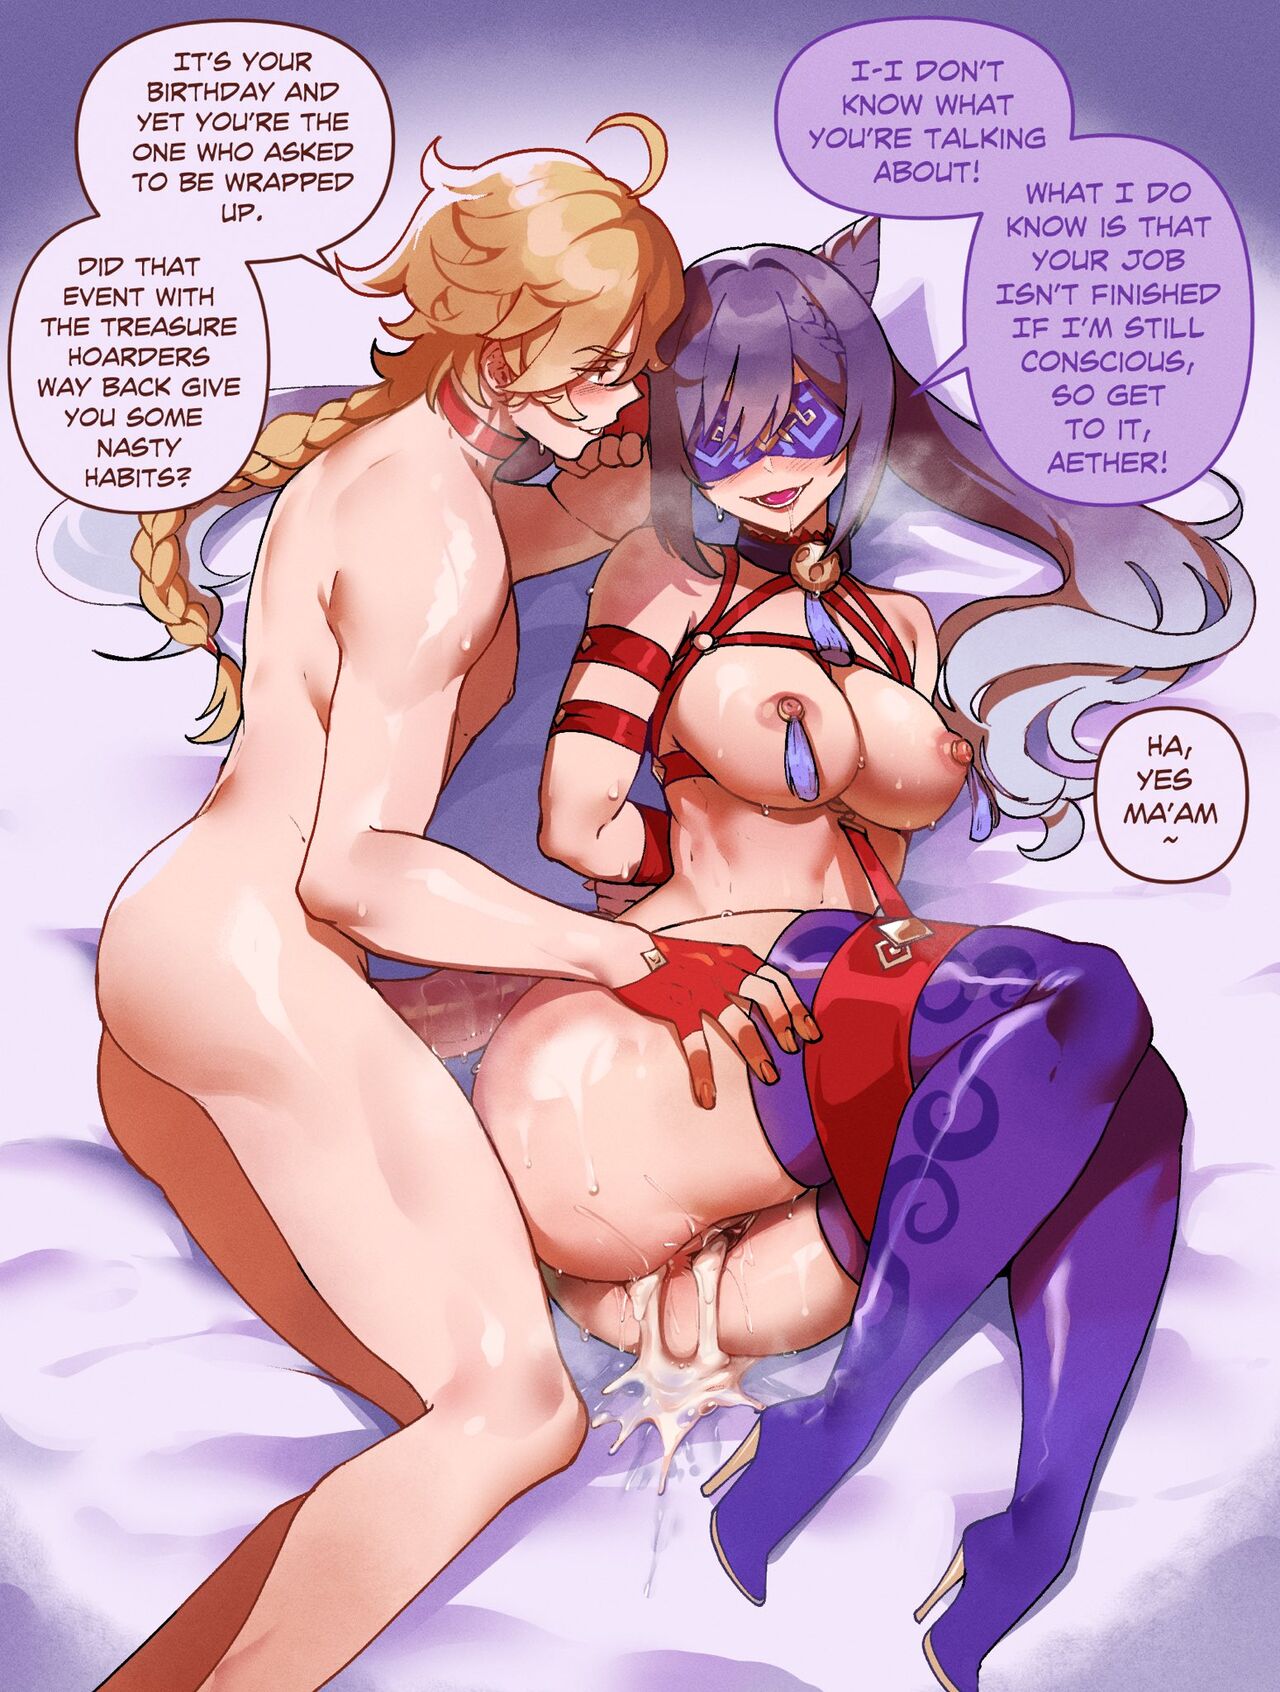 IT'S YOUR
BIRTHDAY AND
YET YOU'RE THE
ONE WHO ASKED
TO BE WRAPPED
UP.
DID THAT
EVENT WITH
THE TREASURE
HOARDERS
WAY BACK GIVE
YOU SOME
NASTY
HABITS?
I-I DON'T
KNOW WHAT
YOU'RE TALKING
ABOUT!
WHAT I DO
KNOW IS THAT
YOUR JOB
ISN'T FINISHED
IF I'M STILL
CONSCIOUS,
SO GET
TO IT,
AETHER!
HA,
YES
MA'AM
~